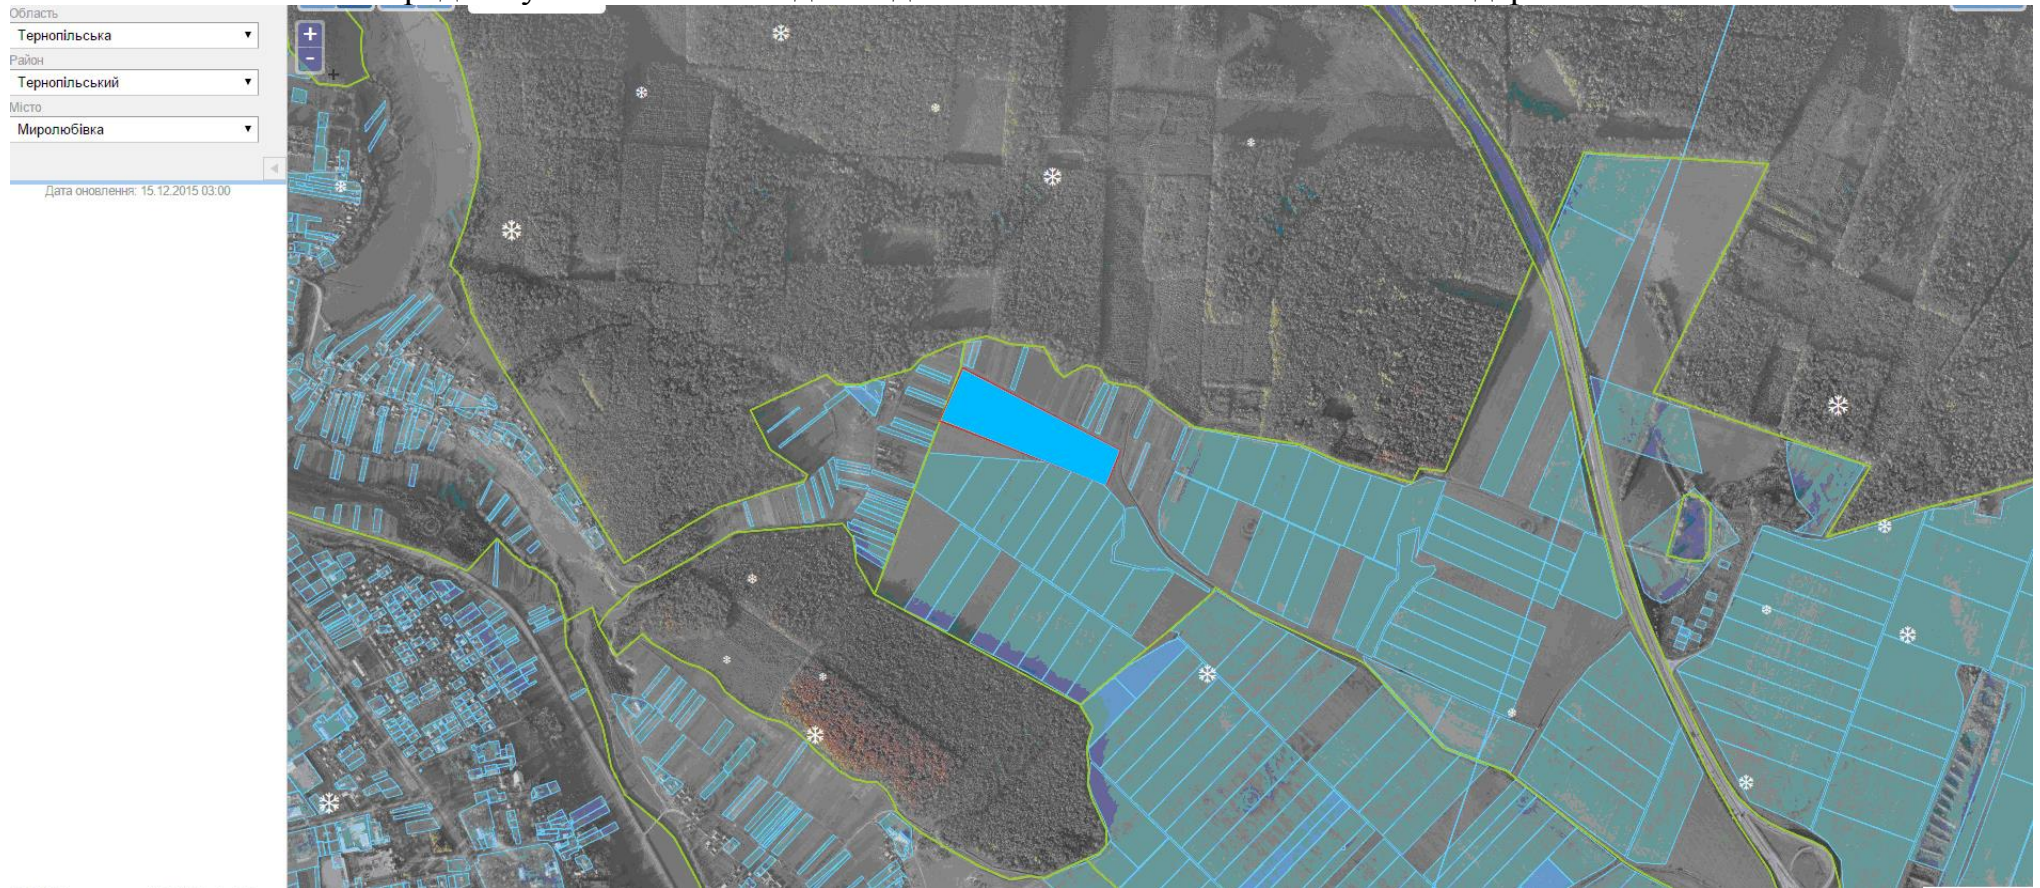 Область
Тернопільська
Район
Тернопільський
Місто
Миролюбівка
Дата оновлення: 15.12.2015 03:00